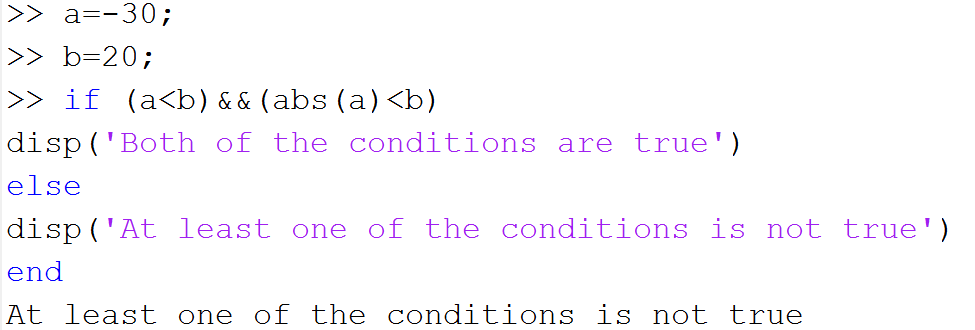 >> a=-30;
>> b=20;
>> if (a<b)&&(abs(a)<b)
disp('Both of the conditions are true')
else
disp('At least one of the conditions is not true')
end
At least one of the conditions is not true